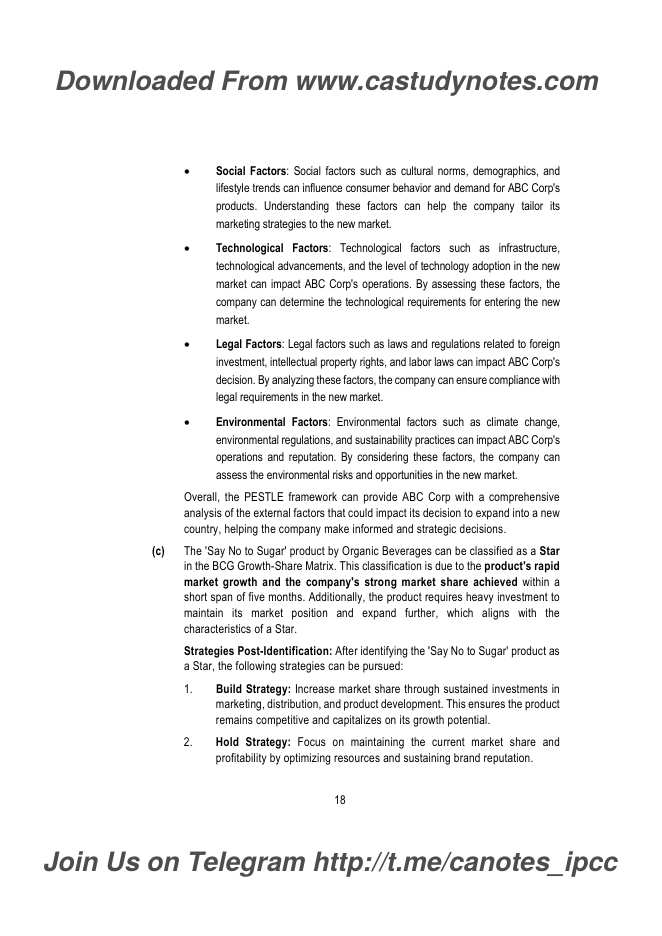 Downloaded From www.castudynotes.com
• Social Factors: Social factors such as cultural norms, demographics, and
lifestyle trends can influence consumer behavior and demand for ABC Corp's
products. Understanding these factors can help the company tailor its
marketing strategies to the new market.
• Technological Factors: Technological factors such as infrastructure,
technological advancements, and the level of technology adoption in the new
market can impact ABC Corp's operations. By assessing these factors, the
company can determine the technological requirements for entering the new
market.
• Legal Factors: Legal factors such as laws and regulations related to foreign
investment, intellectual property rights, and labor laws can impact ABC Corp's
decision. By analyzing these factors, the company can ensure compliance with
legal requirements in the new market.
• Environmental Factors: Environmental factors such as climate change,
environmental regulations, and sustainability practices can impact ABC Corp's
operations and reputation. By considering these factors, the company can
assess the environmental risks and opportunities in the new market.
Overall, the PESTLE framework can provide ABC Corp with a comprehensive
analysis of the external factors that could impact its decision to expand into a new
country, helping the company make informed and strategic decisions.
(c) The 'Say No to Sugar' product by Organic Beverages can be classified as a Star
in the BCG Growth-Share Matrix. This classification is due to the product's rapid
market growth and the company's strong market share achieved within a
short span of five months. Additionally, the product requires heavy investment to
maintain its market position and expand further, which aligns with the
characteristics of a Star.
Strategies Post-Identification: After identifying the 'Say No to Sugar' product as
a Star, the following strategies can be pursued:
1. Build Strategy: Increase market share through sustained investments in
marketing, distribution, and product development. This ensures the product
remains competitive and capitalizes on its growth potential.
2. Hold Strategy: Focus on maintaining the current market share and
profitability by optimizing resources and sustaining brand reputation.
18
Join Us on Telegram http://t.me/canotes_ipcc